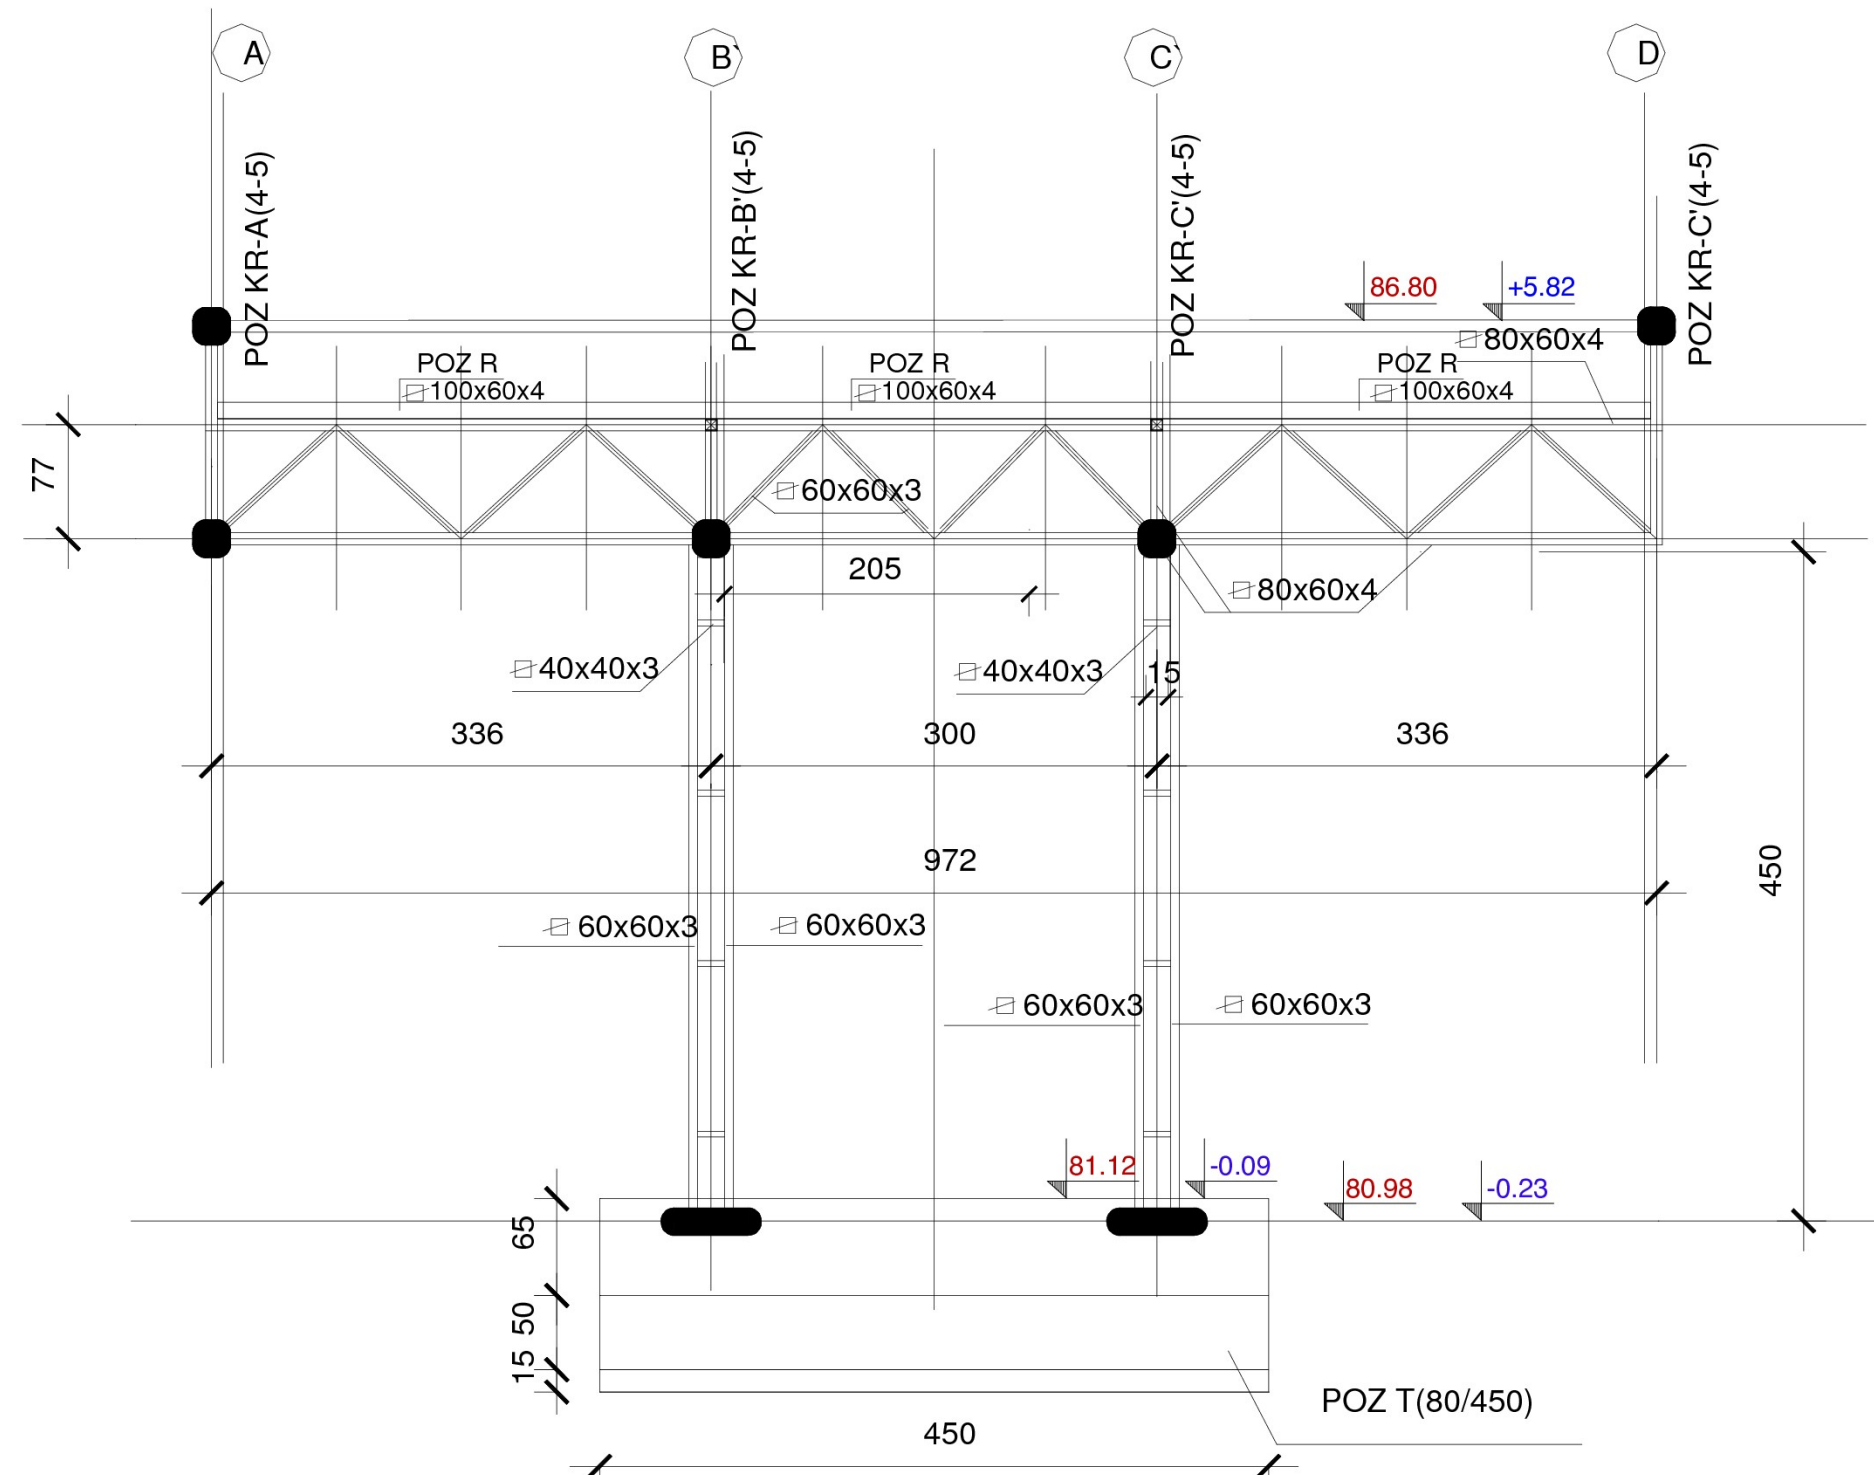 A
B`
C`
D
POZ KR-A(4-5)
POZ KR-B'(4-5)
POZ KR-C'(4-5)
POZ KR-C'(4-5)
86.80
+5.82
80x60x4
POZ R
100x60x4
POZ R
100x60x4
POZ R
100x60x4
77
60x60x3
205
80x60x4
40x40x3
40x40x3
15
336
300
336
972
450
60x60x3
60x60x3
60x60x3
60x60x3
81.12
-0.09
80.98
-0.23
65
50
15
POZ T(80/450)
450